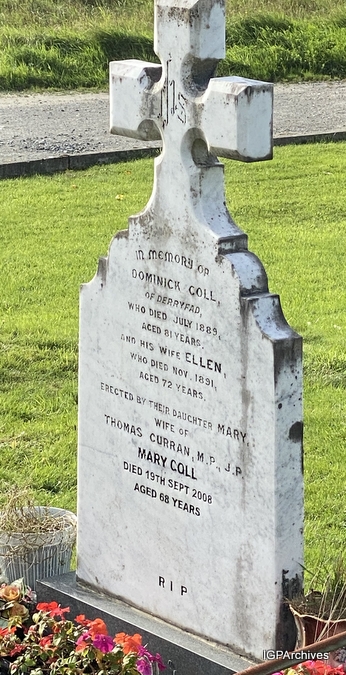 IHS
IN MEMORY OF
DOMINICK COLL,
OF DERRYFAD,
WHO DIED JULY 1889,
AGED 81 YEARS,
AND HIS WIFE ELLEN,
WHO DIED NOV. 1891,
AGED 72 YEARS.
ERECTED BY THEIR DAUGHTER MARY,
WIFE OF
THOMAS CURRAN, M.P., J.P.
MARY COLL
DIED 19TH SEPT 2008
AGED 68 YEARS
R I P
IGPArchives